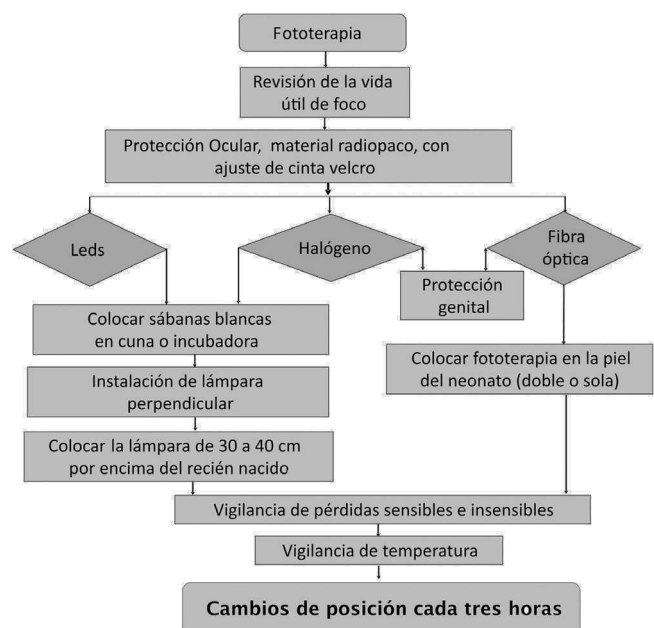 Fototerapia
Revisión de la vida
útil de foco
Protección Ocular, material radiopaco, con
ajuste de cinta velcro
Leds
Halógeno
Fibra
óptica
Protección
genital
Colocar sábanas blancas
en cuna o incubadora
Colocar fototerapia en la piel
del neonato (doble o sola)
Instalación de lámpara
perpendicular
Colocar la lámpara de 30 a 40 cm
por encima del recién nacido
Vigilancia de pérdidas sensibles e insensibles
Vigilancia de temperatura
Cambios de posición cada tres horas